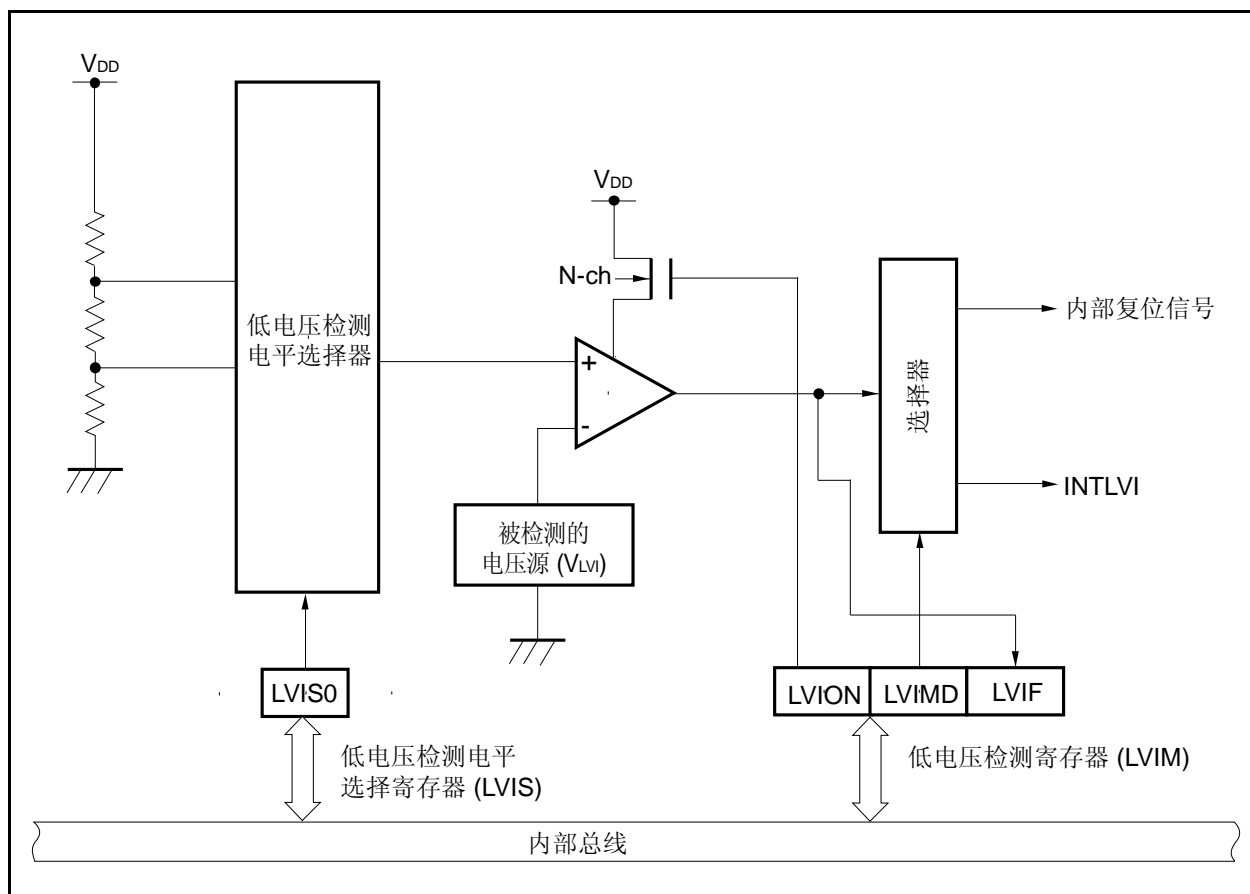 VDD
VDD
N-ch
低电压检测
电平选择器
+
-
选择器
内部复位信号
INTLVI
被检测的
电压源 (VLVI)
LVIS0
LVION
LVIMD
LVIF
低电压检测电平
选择寄存器 (LVIS)
低电压检测寄存器 (LVIM)
内部总线